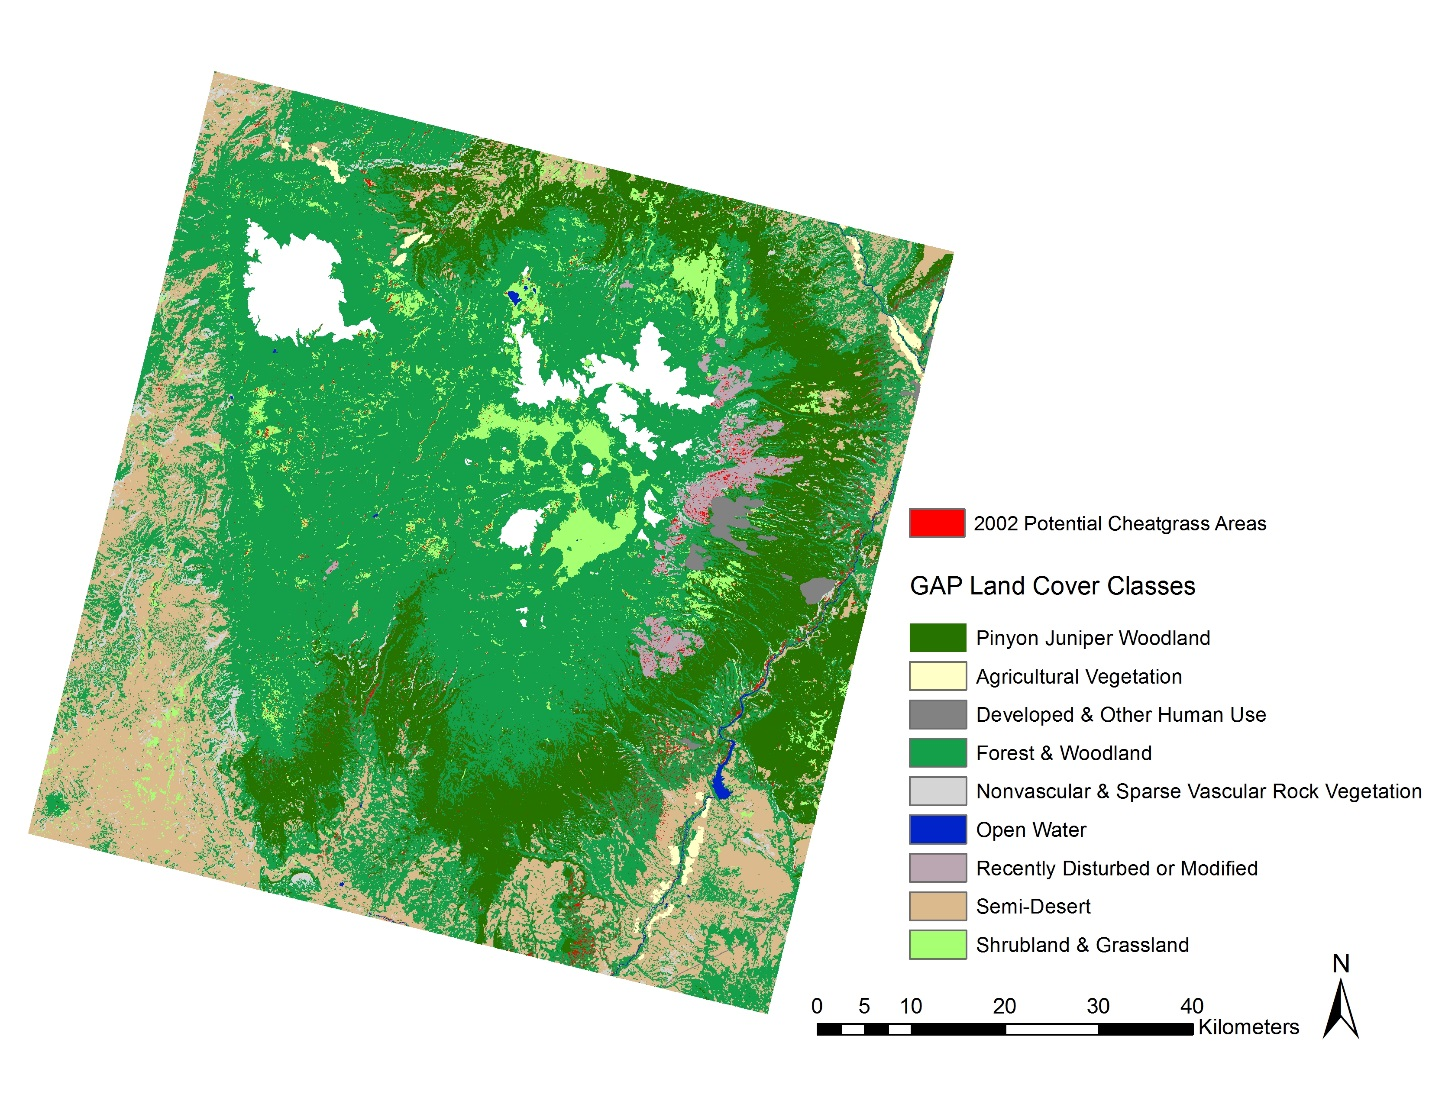 2002 Potential Cheatgrass Areas
GAP Land Cover Classes
Pinyon Juniper Woodland
Agricultural Vegetation
Developed & Other Human Use
Forest & Woodland
Nonvascular & Sparse Vascular Rock Vegetation
Open Water
Recently Disturbed or Modified
Semi-Desert
Shrubland & Grassland
N
0 5 10 20 30 40
Kilometers